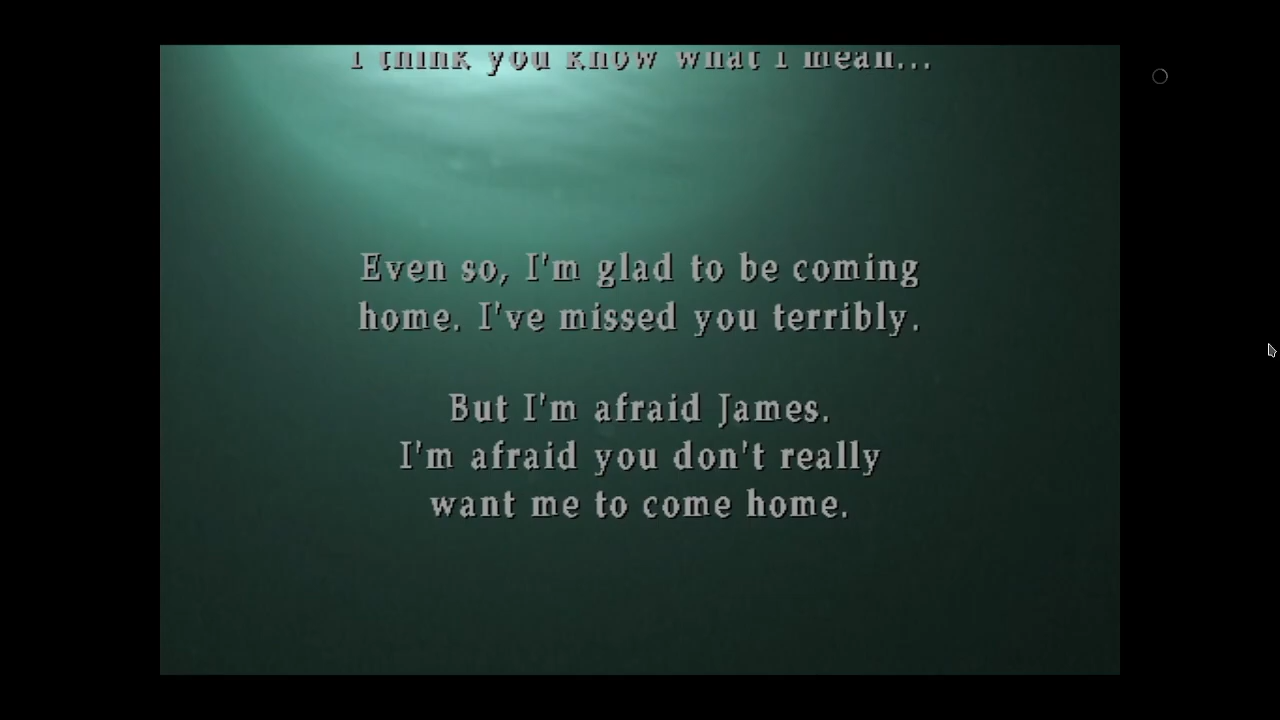 I think you know what I mean...
Even so, I'm glad to be coming
home. I've missed you terribly.
But I'm afraid James.
I'm afraid you don't really
want me to come home.